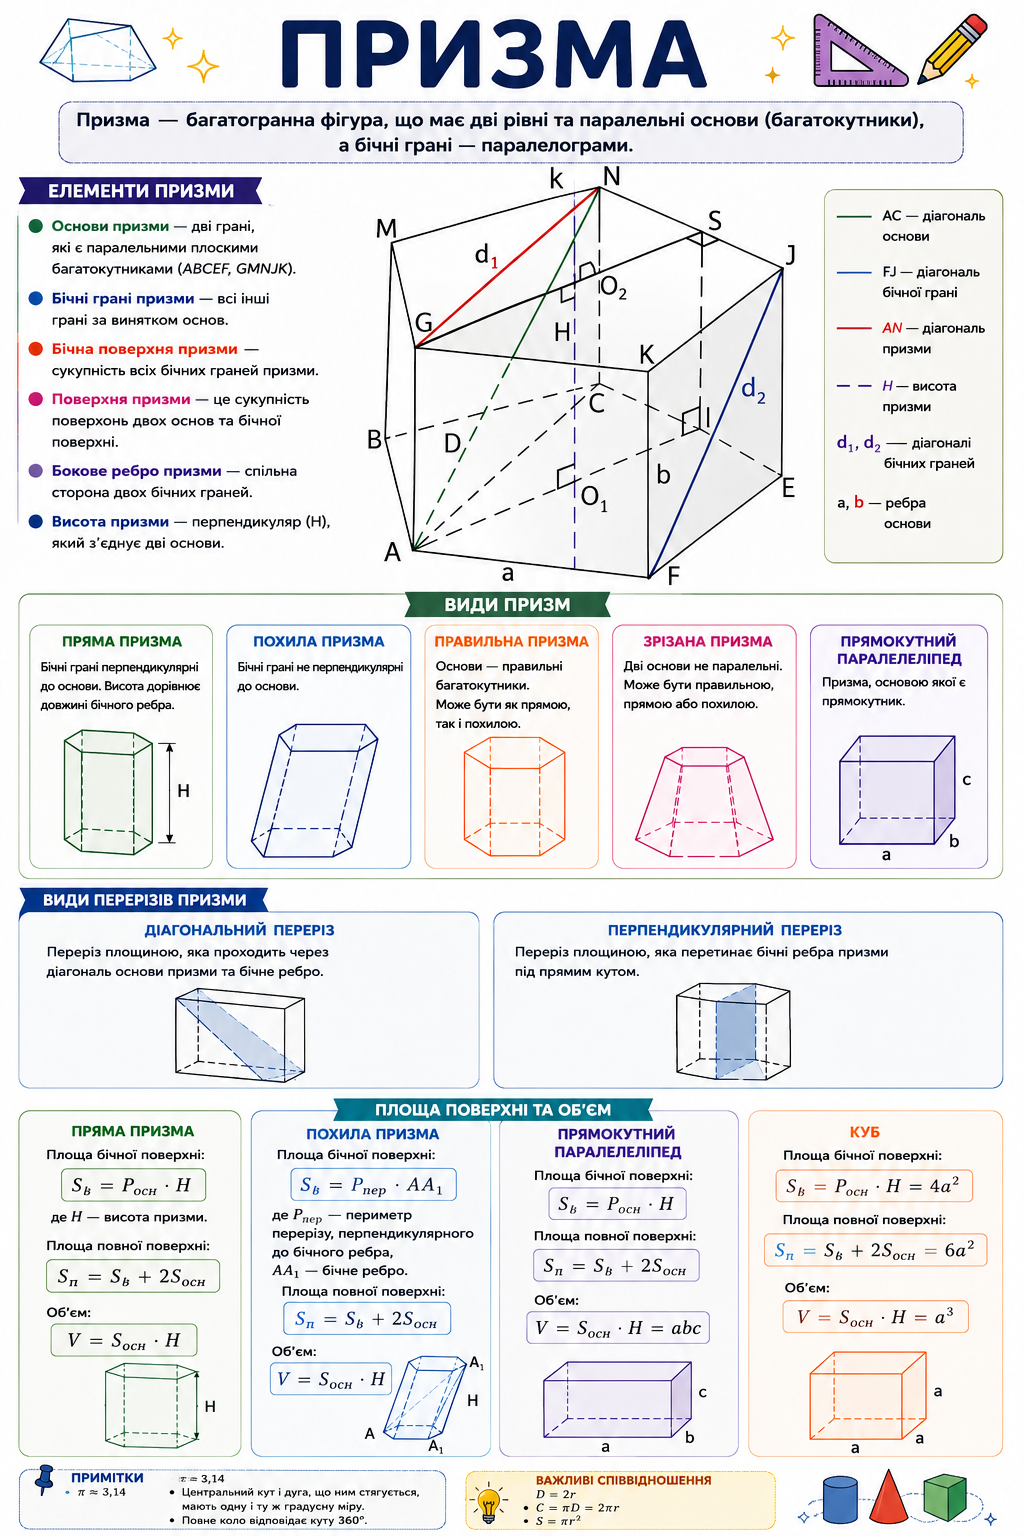 ПРИЗМА
Призма — багатогранна фігура, що має дві рівні та паралельні основи (багатокутники),
а бічні грані — паралелограми.
ЕЛЕМЕНТИ ПРИЗМИ
Основи призми — дві грані,
які є паралельними плоскими
багатокутниками (ABCEF, GMNJK).
Бічні грані призми — всі інші
грані за винятком основ.
Бічна поверхня призми —
сукупність всіх бічних граней призми.
Поверхня призми — це сукупність
поверхонь двох основ та бічної
поверхні.
Бокове ребро призми — спільна
сторона двох бічних граней.
Висота призми — перпендикуляр (H),
який з’єднує дві основи.
k
N
M
S
d₁
J
O₂
G
H
K
d₂
C
B
D
I
b
E
O₁
A
a
F
AC — діагональ
основи
FJ — діагональ
бічної грані
AN — діагональ
призми
H — висота
призми
d₁, d₂ — діагоналі
бічних граней
a, b — ребра
основи
ВИДИ ПРИЗМ
ПРЯМА ПРИЗМА
Бічні грані перпендикулярні
до основи. Висота дорівнює
довжині бічного ребра.
H
ПОХИЛА ПРИЗМА
Бічні грані не перпендикулярні
до основи.
ПРАВИЛЬНА ПРИЗМА
Основи — правильні
багатокутники.
Може бути як прямою,
так і похилою.
ЗРІЗАНА ПРИЗМА
Дві основи не паралельні.
Може бути правильною,
прямою або похилою.
ПРЯМОКУТНИЙ
ПАРАЛЕЛЕЛІПЕД
Призма, основою якої є
прямокутник.
c
b
a
ВИДИ ПЕРЕРІЗІВ ПРИЗМИ
ДІАГОНАЛЬНИЙ ПЕРЕРІЗ
Переріз площиною, яка проходить через
діагональ основи призми та бічне ребро.
ПЕРПЕНДИКУЛЯРНИЙ ПЕРЕРІЗ
Переріз площиною, яка перетинає бічні ребра призми
під прямим кутом.
ПЛОЩА ПОВЕРХНІ ТА ОБ’ЄМ
ПРЯМА ПРИЗМА
Площа бічної поверхні:
Sв = Pосн · H
де H — висота призми.
Площа повної поверхні:
Sп = Sв + 2Sосн
Об’єм:
V = Sосн · H
H
ПОХИЛА ПРИЗМА
Площа бічної поверхні:
Sв = Pпер · AA₁
де Pпер — периметр
перерізу, перпендикулярного
до бічного ребра,
AA₁ — бічне ребро.
Площа повної поверхні:
Sп = Sв + 2Sосн
Об’єм:
V = Sосн · H
A₁
H
A
A₁
ПРЯМОКУТНИЙ
ПАРАЛЕЛЕЛІПЕД
Площа бічної поверхні:
Sв = Pосн · H
Площа повної поверхні:
Sп = Sв + 2Sосн
Об’єм:
V = Sосн · H = abc
c
b
a
КУБ
Площа бічної поверхні:
Sв = Pосн · H = 4a²
Площа повної поверхні:
Sп = Sв + 2Sосн = 6a²
Об’єм:
V = Sосн · H = a³
a
a
a
ПРИМІТКИ
• π ≈ 3,14
π = 3,14
• Центральний кут і дуга, що ним стягується,
мають одну і ту ж градусну міру.
• Повне коло відповідає куту 360°.
ВАЖЛИВІ СПІВВІДНОШЕННЯ
D = 2r
• C = πD = 2πr
• S = πr²